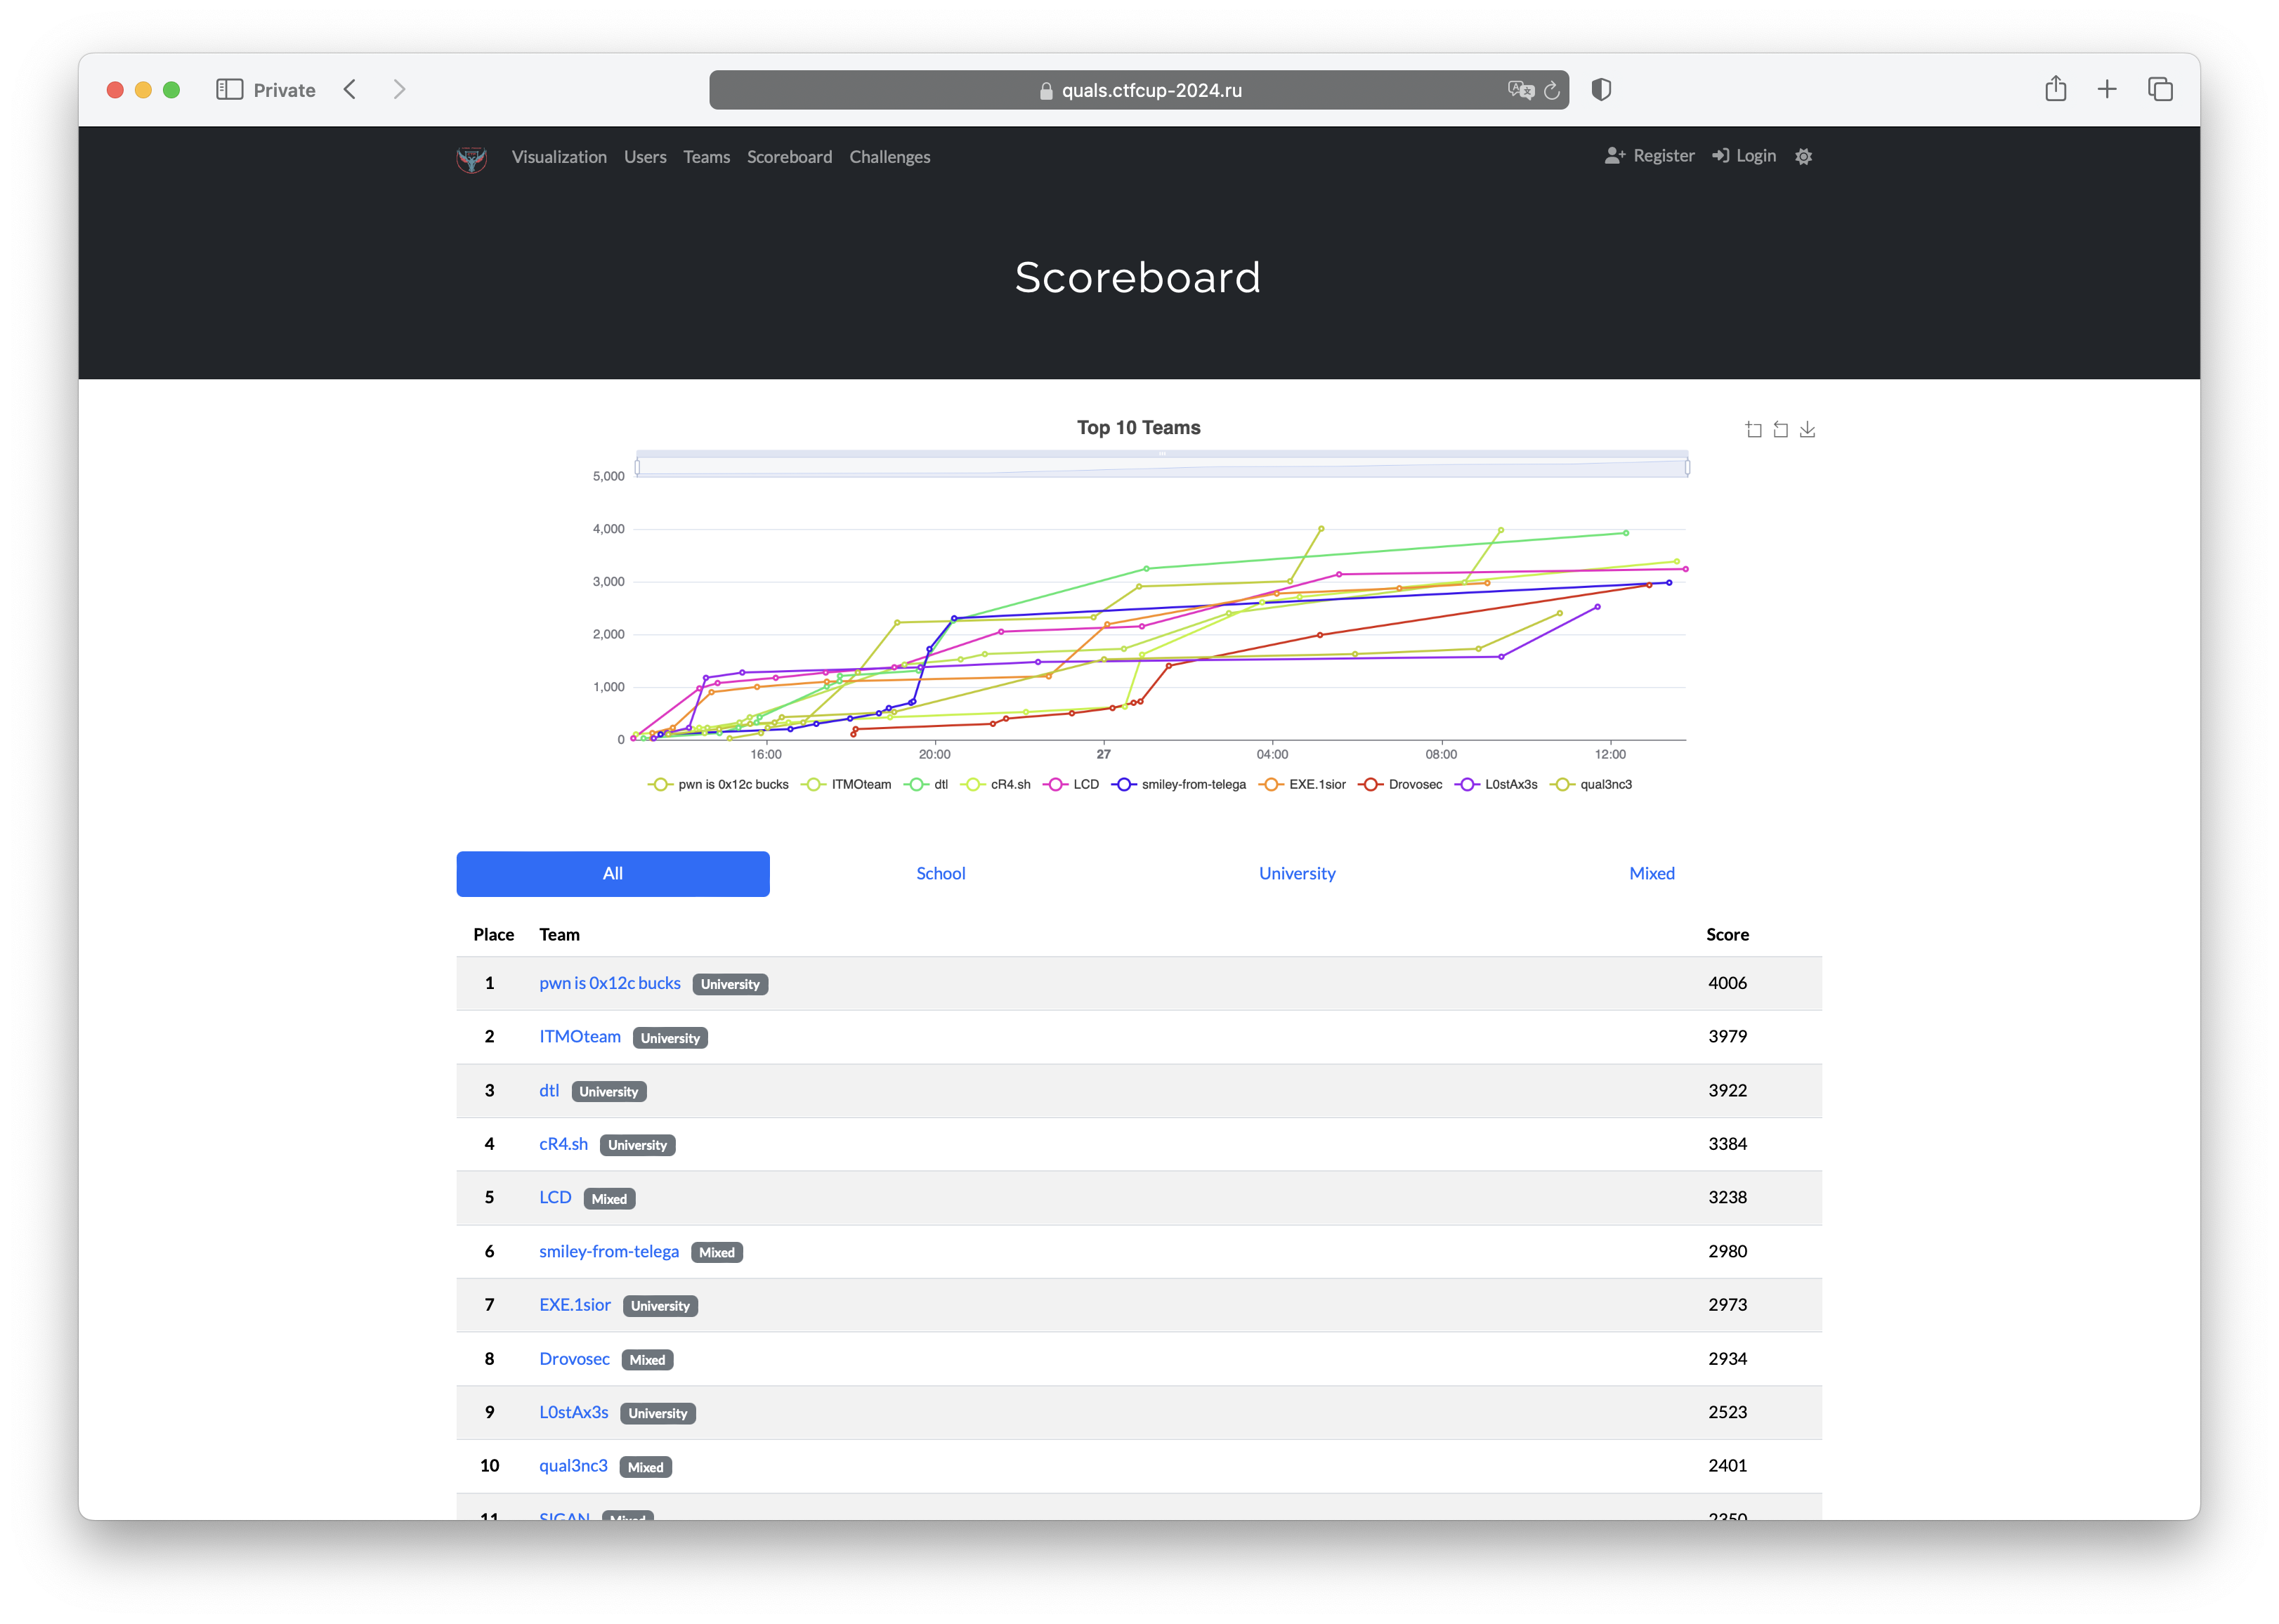 Private
quals.ctfcup-2024.ru
Visualization Users Teams Scoreboard Challenges Register Login
Scoreboard
Top 10 Teams
5,000
4,000
3,000
2,000
1,000
0
16:00 20:00 27 04:00 08:00 12:00
pwn is 0x12c bucks ITMOteam dtl cR4.sh LCD smiley-from-telega EXE.1sior Drovosec L0stAx3s qual3nc3
All School University Mixed
Place Team Score
1 pwn is 0x12c bucks University 4006
2 ITMOteam University 3979
3 dtl University 3922
4 cR4.sh University 3384
5 LCD Mixed 3238
6 smiley-from-telega Mixed 2980
7 EXE.1sior University 2973
8 Drovosec Mixed 2934
9 L0stAx3s University 2523
10 qual3nc3 Mixed 2401
11 Mixed 2350